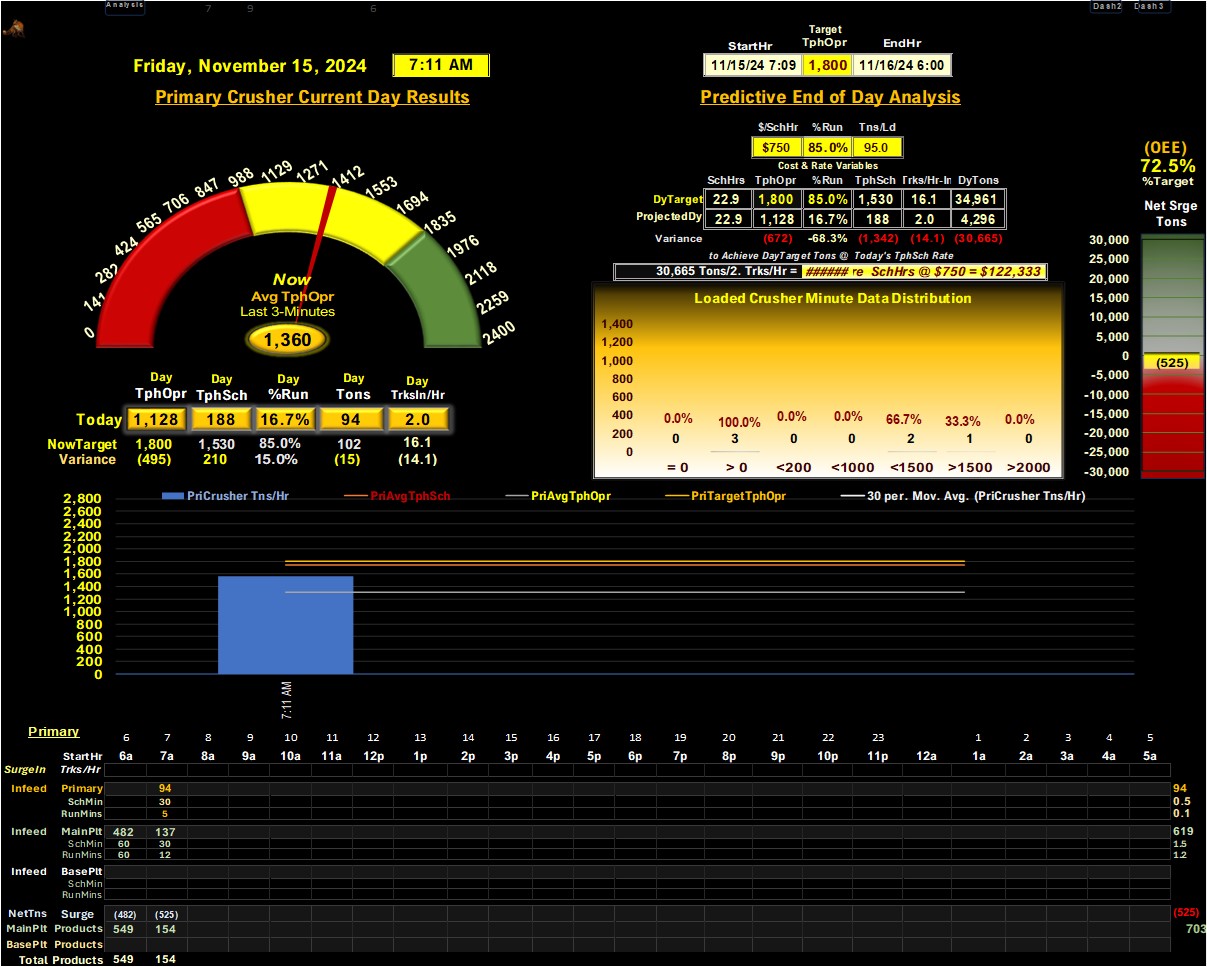 Analysis 7 9 6 Dash2 Dash3
Target
StartHr TphOpr EndHr
Friday, November 15, 2024 7:11 AM 11/15/24 7:09 1,800 11/16/24 6:00
Primary Crusher Current Day Results Predictive End of Day Analysis
$/SchHr %Run Tns/Ld
$750 85.0% 95.0
Cost & Rate Variables
(OEE)
72.5%
%Target
SchHrs TphOpr %Run TphSch Trks/Hr-In DyTons
DyTarget 22.9 1,800 85.0% 1,530 16.1 34,961
ProjectedDy 22.9 1,128 16.7% 188 2.0 4,296
Variance (672) -68.3% (1,342) (14.1) (30,665)
to Achieve DayTarget Tons @ Today's TphSch Rate
30,665 Tons/2. Trks/Hr = ###### re SchHrs @ $750 = $122,333
Net Srge
Tons
30,000
25,000
20,000
15,000
10,000
5,000
0
(525)
-5,000
-10,000
-15,000
-20,000
-25,000
-30,000
0 141 282 424 565 706 847 988 1129 1271 1412 1553 1694 1835 1976 2118 2259 2400
Now
Avg TphOpr
Last 3-Minutes
1,360
Loaded Crusher Minute Data Distribution
1,400
1,200
1,000
800
600
400
200
0
0.0% 100.0% 0.0% 0.0% 66.7% 33.3% 0.0%
0 3 0 0 2 1 0
= 0 > 0 <200 <1000 <1500 >1500 >2000
Day Day Day Day Day
TphOpr TphSch %Run Tons TrksIn/Hr
Today 1,128 188 16.7% 94 2.0
NowTarget 1,800 1,530 85.0% 102 16.1
Variance (495) 210 15.0% (15) (14.1)
PriCrusher Tns/Hr PriAvgTphSch PriAvgTphOpr PriTargetTphOpr 30 per. Mov. Avg. (PriCrusher Tns/Hr)
2,800
2,600
2,400
2,200
2,000
1,800
1,600
1,400
1,200
1,000
800
600
400
200
0
7:11 AM
Primary
6 7 8 9 10 11 12 13 14 15 16 17 18 19 20 21 22 23 1 2 3 4 5
StartHr 6a 7a 8a 9a 10a 11a 12p 1p 2p 3p 4p 5p 6p 7p 8p 9p 10p 11p 12a 1a 2a 3a 4a 5a
SurgeIn Trks/Hr
Infeed Primary 94 94
SchMin 30 0.5
RunMins 5 0.1
Infeed MainPlt 482 137 619
SchMin 60 30 1.5
RunMins 60 12 1.2
Infeed BasePlt
SchMin
RunMins
NetTns Surge (482) (525) (525)
MainPlt Products 549 154 703
BasePlt Products
Total Products 549 154